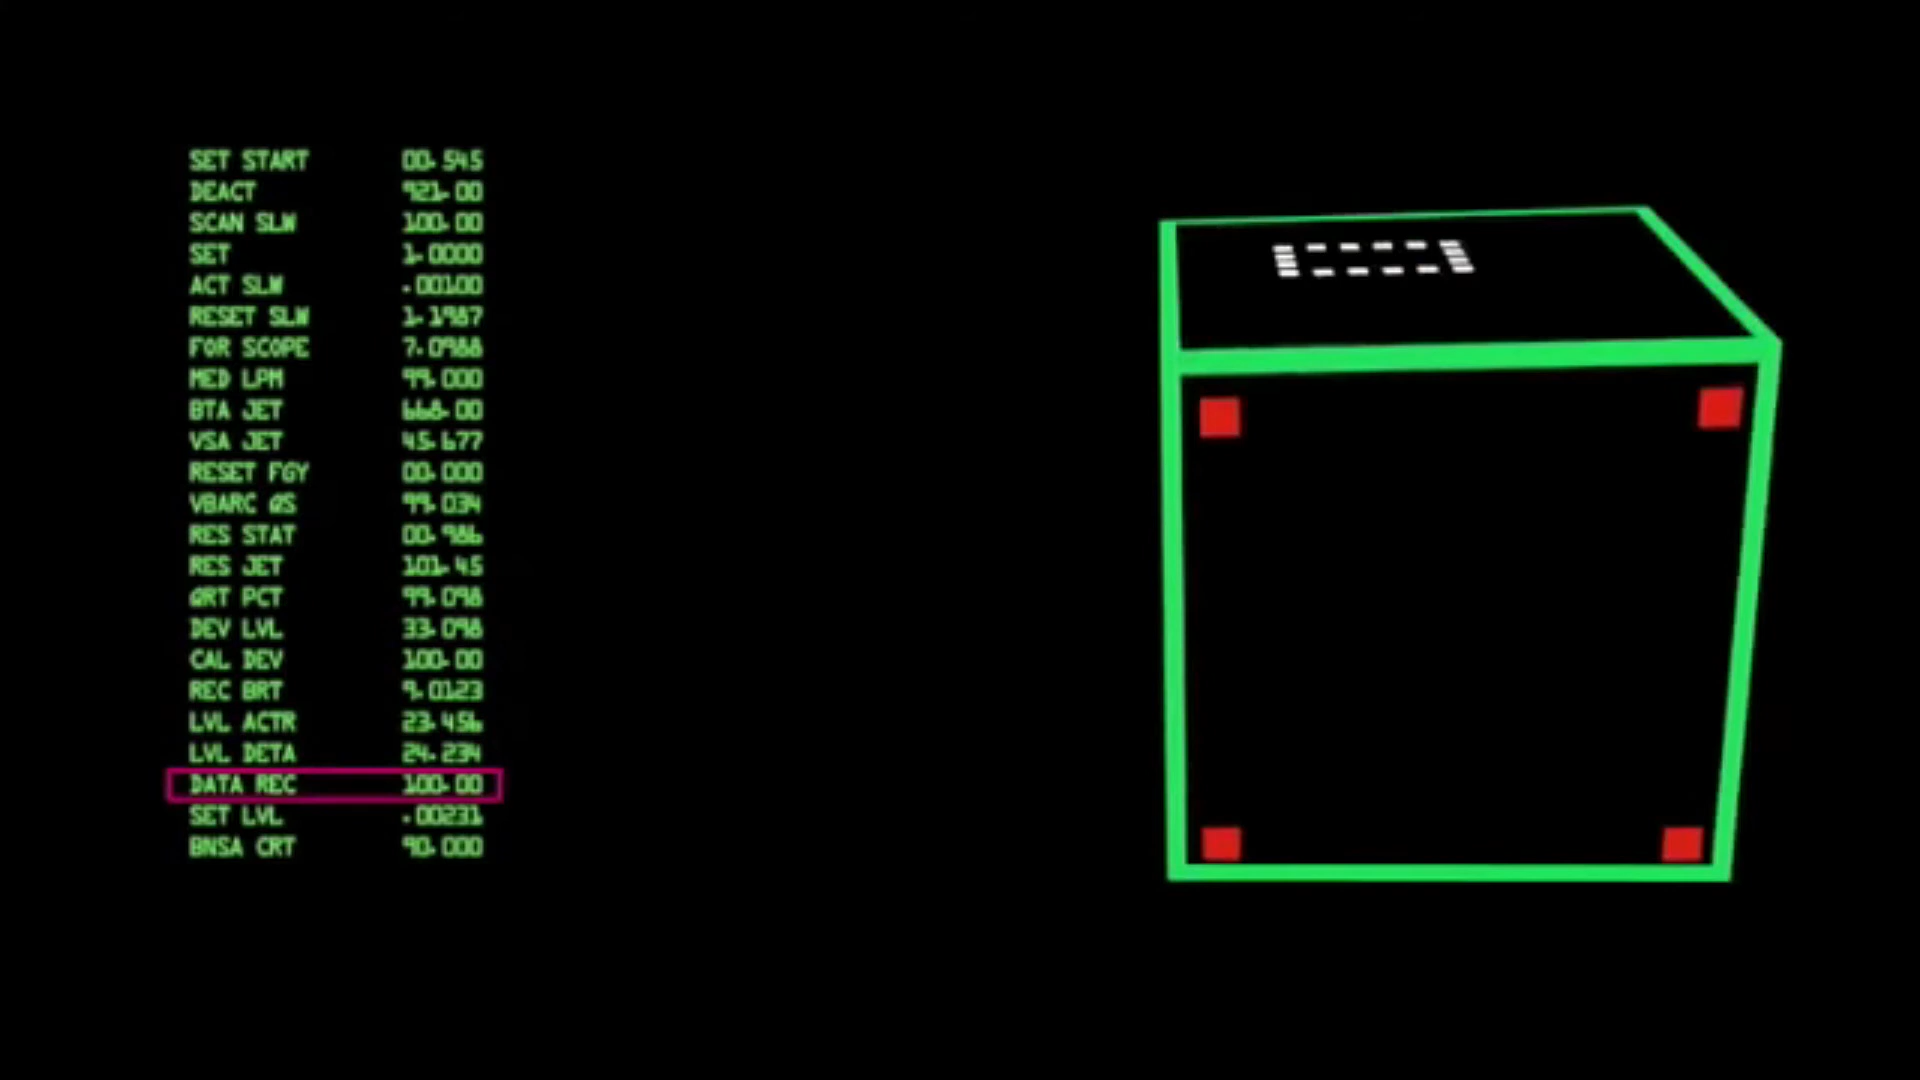 SET START 00.545
DEACT 921.00
SCAN SLW 100.00
SET 1.0000
ACT SLW .00100
RESET SLW 1.1987
FOR SCOPE 7.0988
MED LPM 99.000
BTA JET 668.00
VSA JET 45.677
RESET FGY 00.000
VBARC QS 99.034
RES STAT 00.986
RES JET 101.45
QRT PCT 99.098
DEV LVL 33.098
CAL DEV 100.00
REC BRT 9.0123
LVL ACTR 23.456
LVL DETA 24.234
DATA REC 100.00
SET LVL .00231
BNSA CRT 90.000